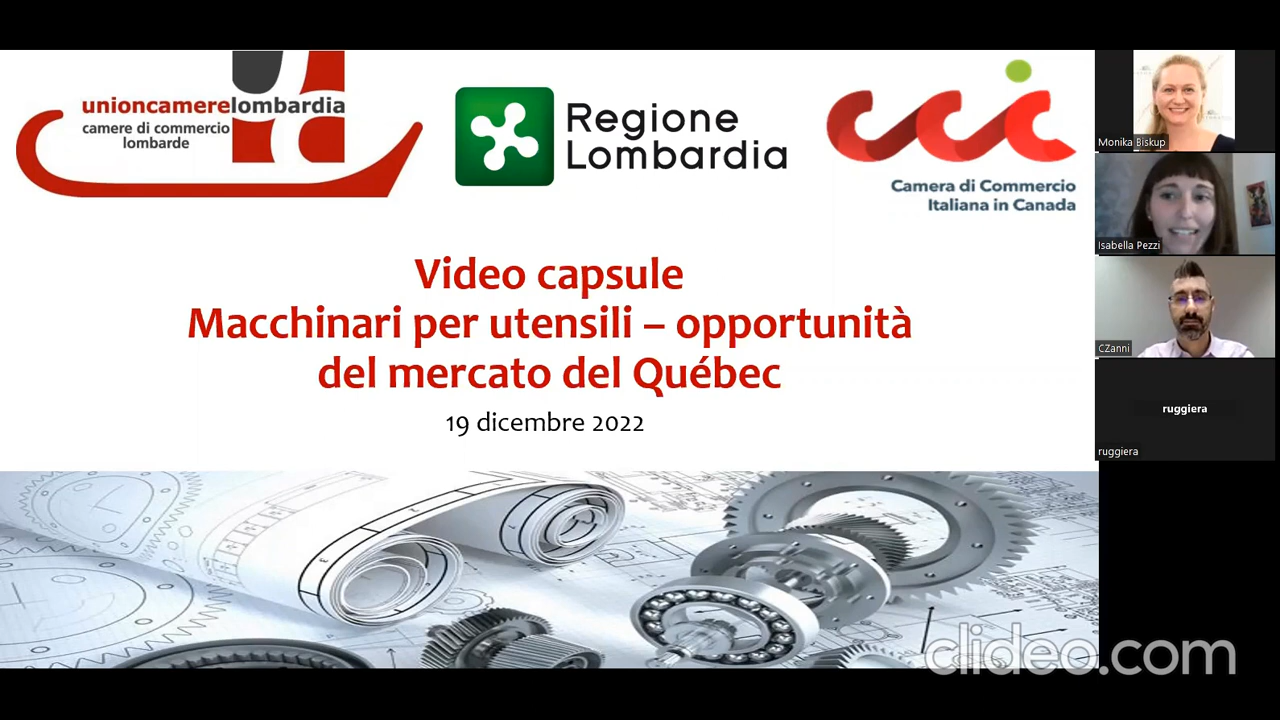 unioncamerelombardia
camere di commercio
lombarde
Regione
Lombardia
Camera di Commercio
Italiana in Canada
Video capsule
Macchinari per utensili – opportunità
del mercato del Québec
19 dicembre 2022
Monika Biskup
Isabella Pezzi
CZanni
ruggiera
ruggiera
clideo.com